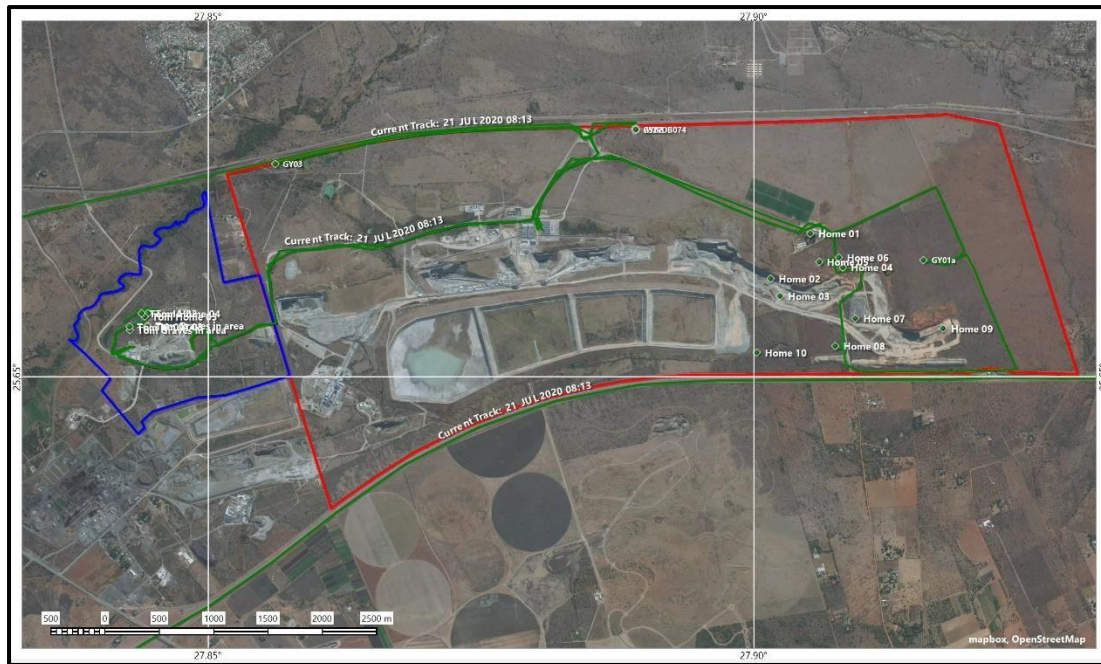 27.85°
27.90°
Current Track: 21 JUL 2020 08:13
GY03
Current Track: 21 JUL 2020 08:13
Home 01
Home 06
Home 05
Home 04
GY01a
Home 02
Home 03
Home 07
Home 09
Home 08
Home 10
25.65°
Current Track: 21 JUL 2020 08:13
500 0 500 1000 1500 2000 2500 m
mapbox, OpenStreetMap
27.85°
27.90°